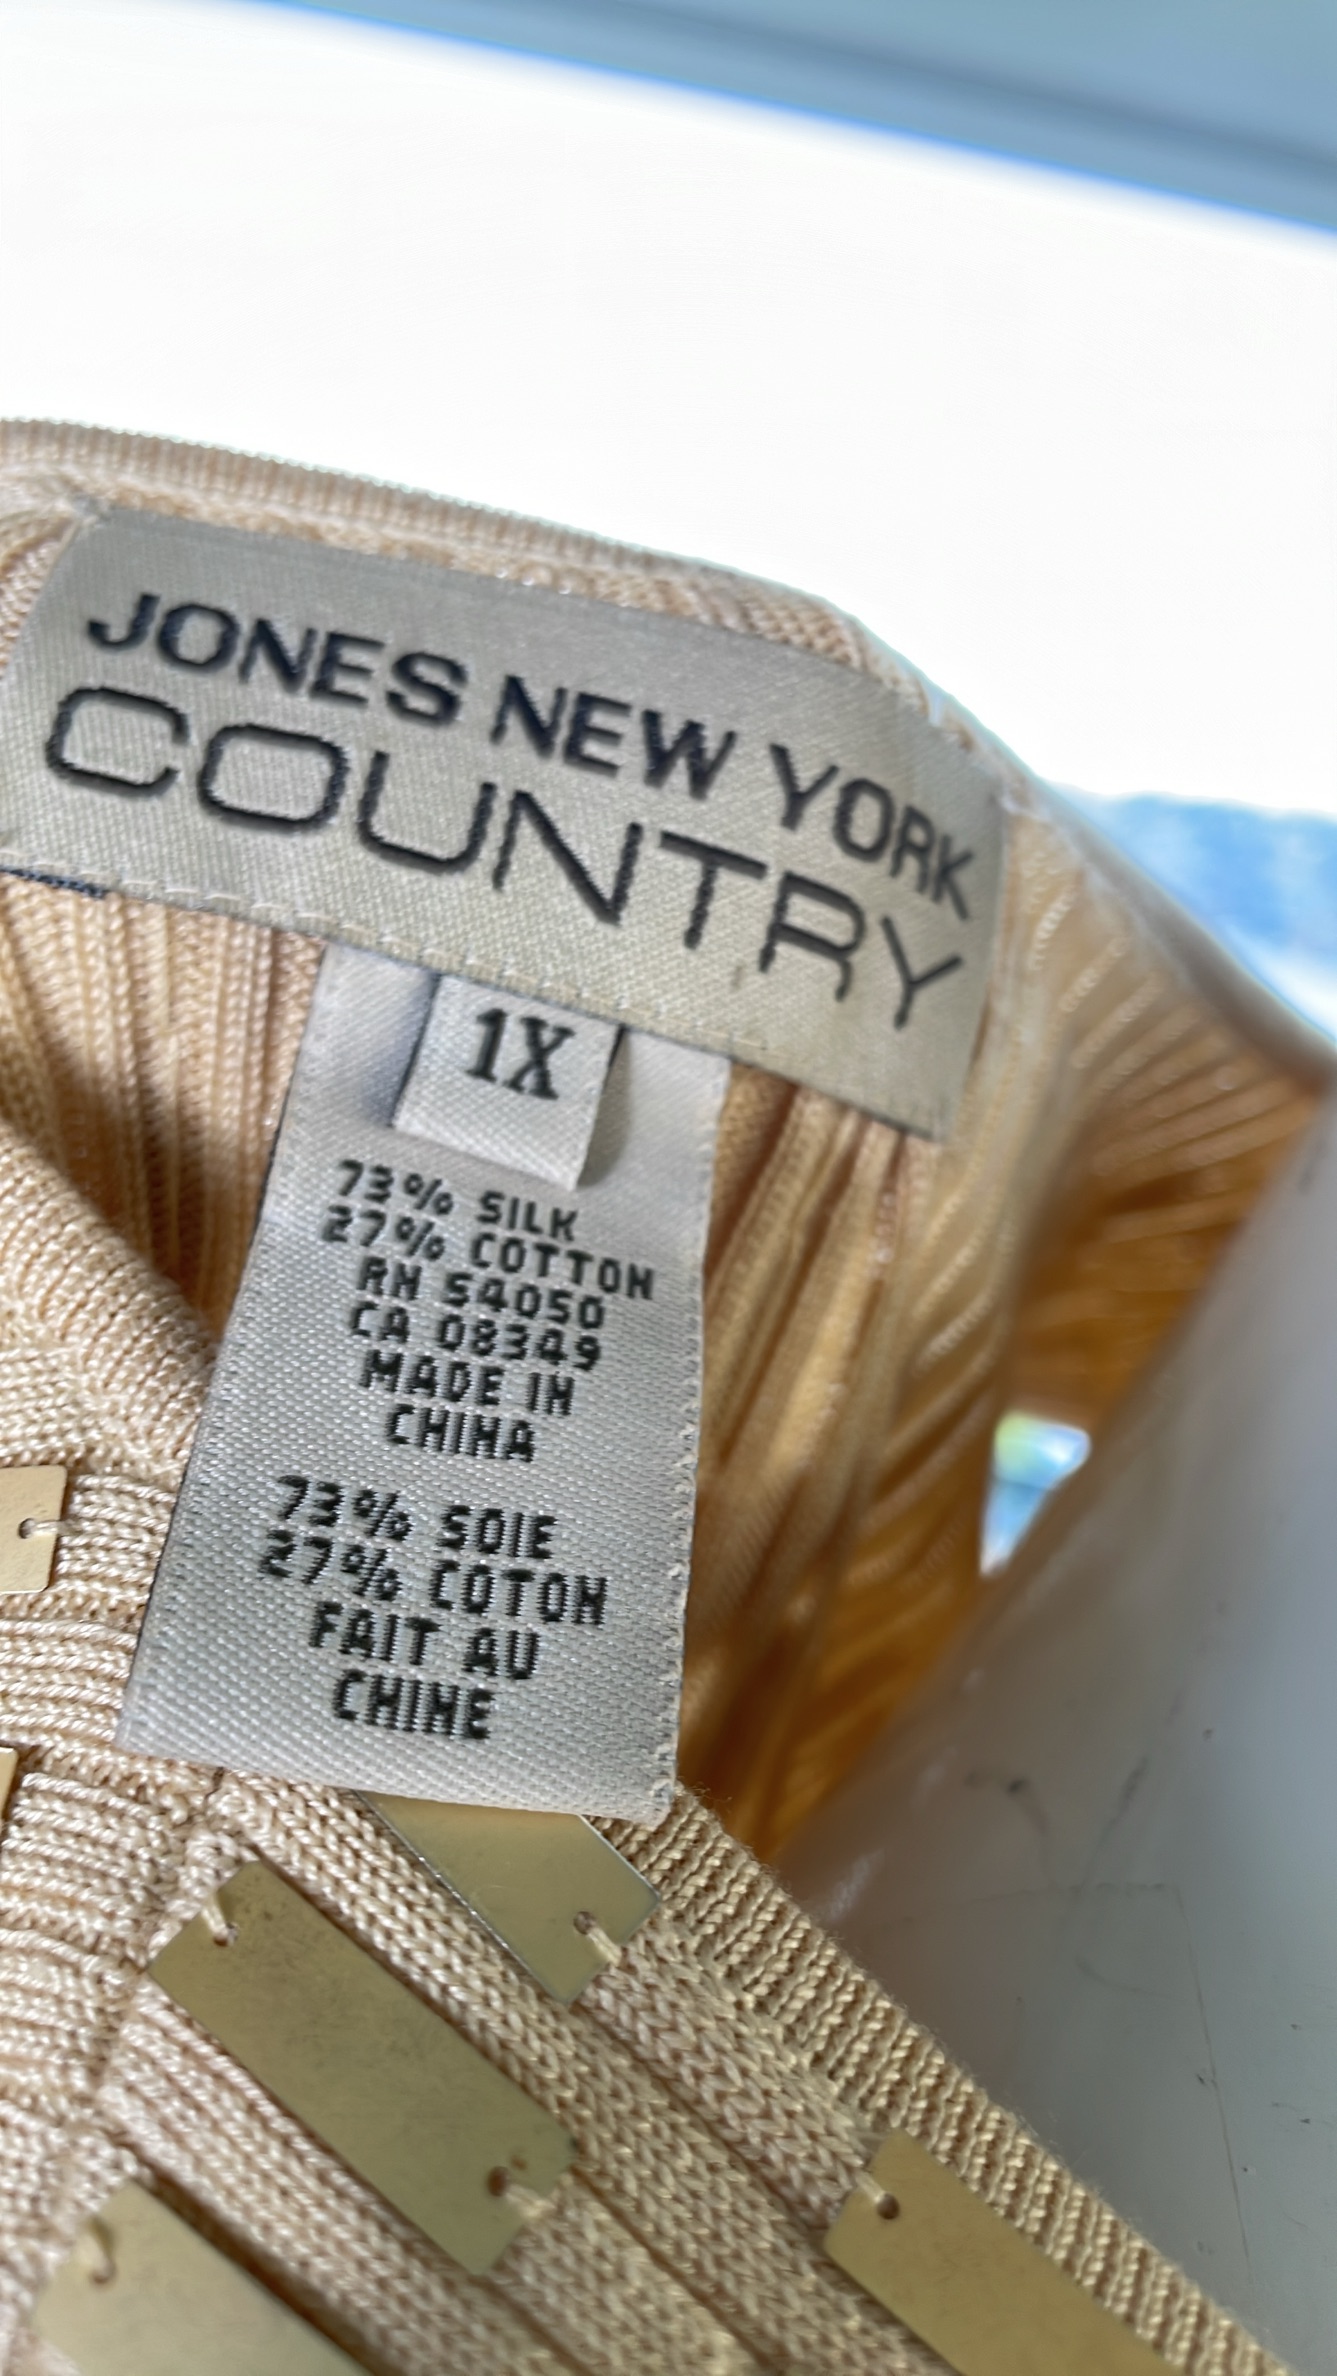 JONES NEW YORK
COUNTRY
1X
73% SILK
27% COTTON
RN 54050
CA 08349
MADE IN
CHINA
73% SOIE
27% COTON
FAIT AU
CHINE